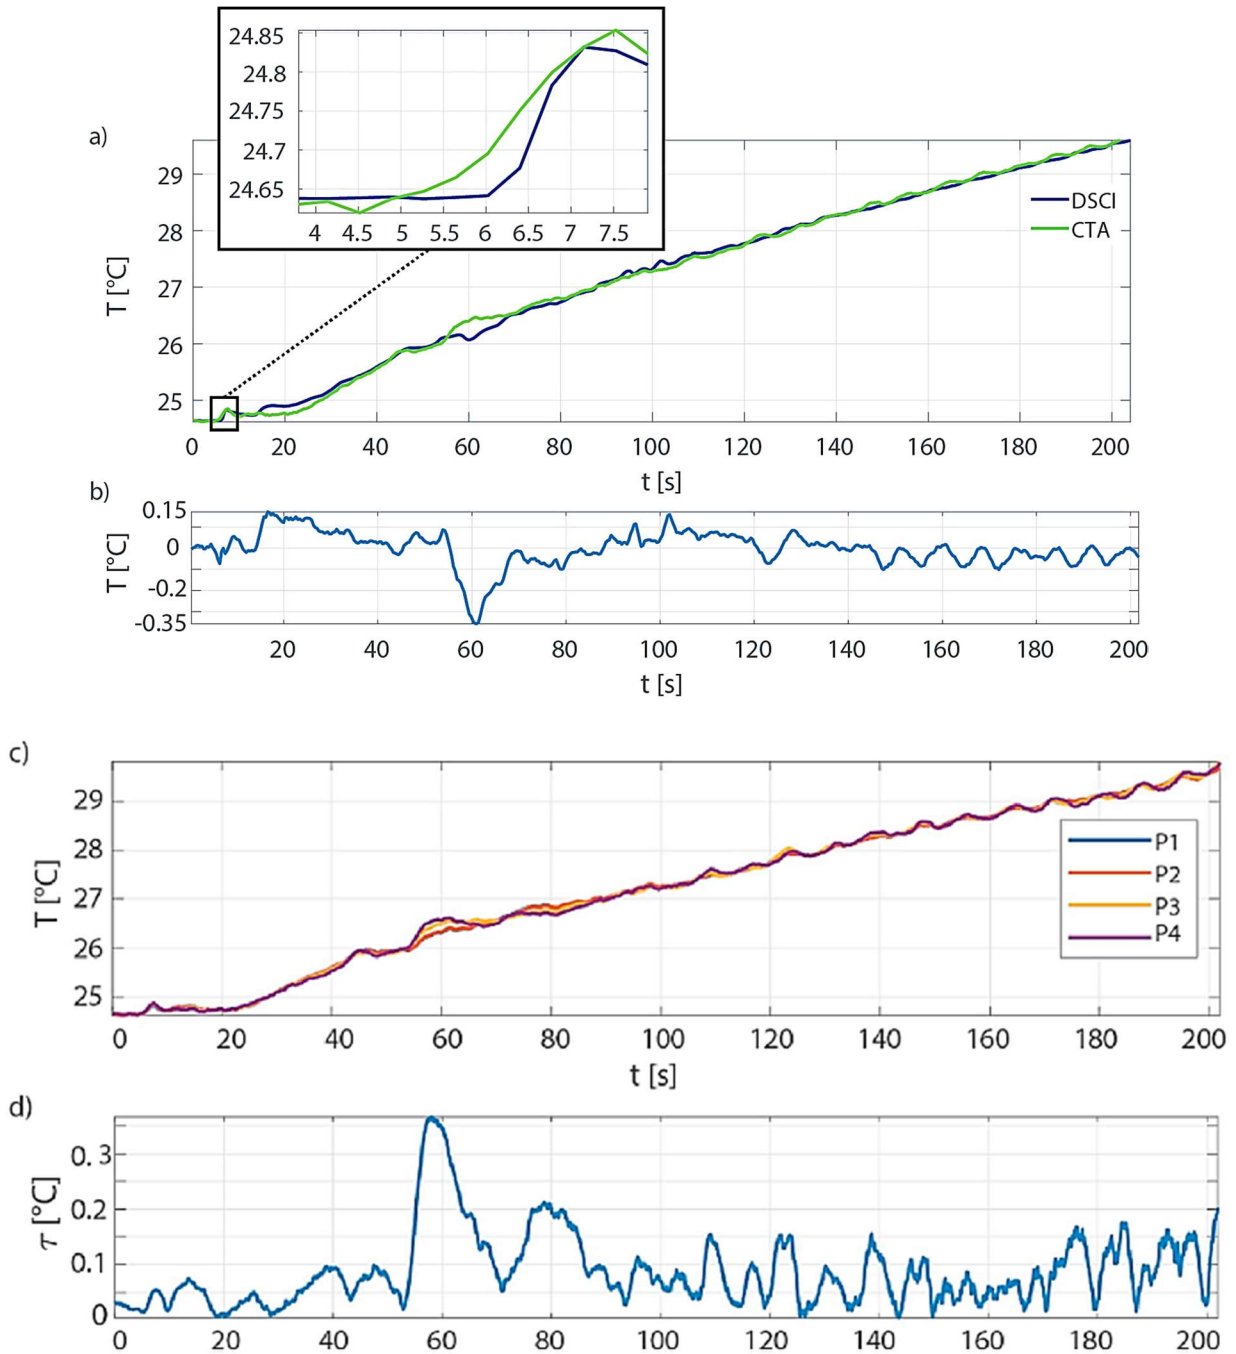 24.85
24.8
24.75
24.7
24.65
4 4.5 5 5.5 6 6.5 7 7.5
a)
29
28
27
26
25
T [°C]
DSCI
CTA
0 20 40 60 80 100 120 140 160 180 200
t [s]
b)
0.15
0
-0.2
-0.35
T [°C]
20 40 60 80 100 120 140 160 180 200
t [s]
c)
29
28
27
26
25
T [°C]
P1
P2
P3
P4
0 20 40 60 80 100 120 140 160 180 200
t [s]
d)
0.3
0.2
0.1
0
τ [°C]
0 20 40 60 80 100 120 140 160 180 200